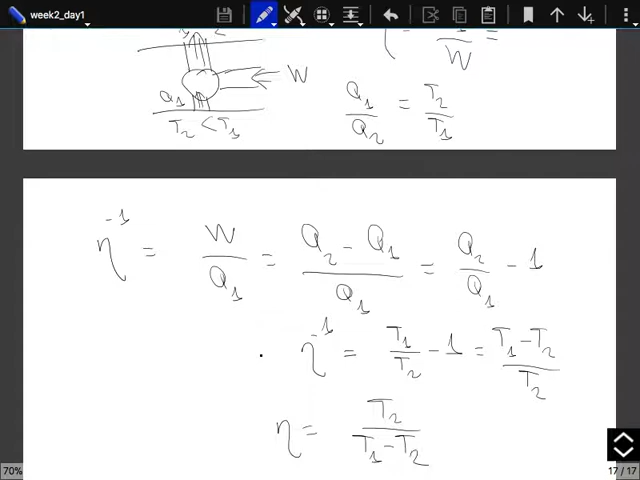 week2_day1
W
W
Q₁
T₂ < T₁
Q₁/Q₂ = T₂/T₁
η⁻¹ = W/Q₁ = (Q₂ − Q₁)/Q₁ = Q₂/Q₁ − 1
η⁻¹ = T₁/T₂ − 1 = (T₁ − T₂)/T₂
η = T₂/(T₁ − T₂)
70%
17 / 17